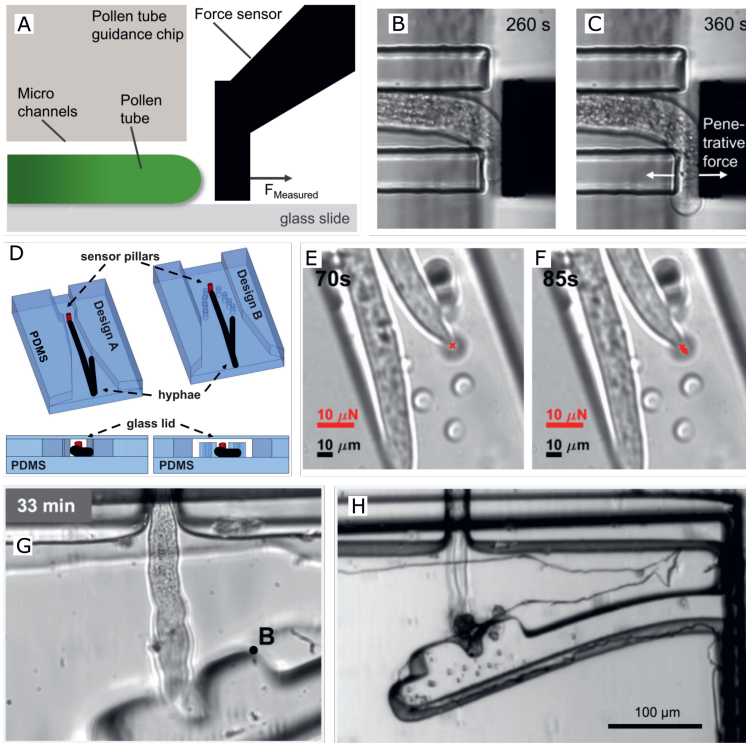 A
Pollen tube
guidance chip
Force sensor
Micro
channels
Pollen
tube
FMeasured
glass slide
B
260 s
C
360 s
Pene-
trative
force
D
sensor pillars
PDMS
Design A
Design B
hyphae
glass lid
PDMS
PDMS
E
70s
10 µN
10 µm
F
85s
10 µN
10 µm
33 min
G
B
H
100 µm